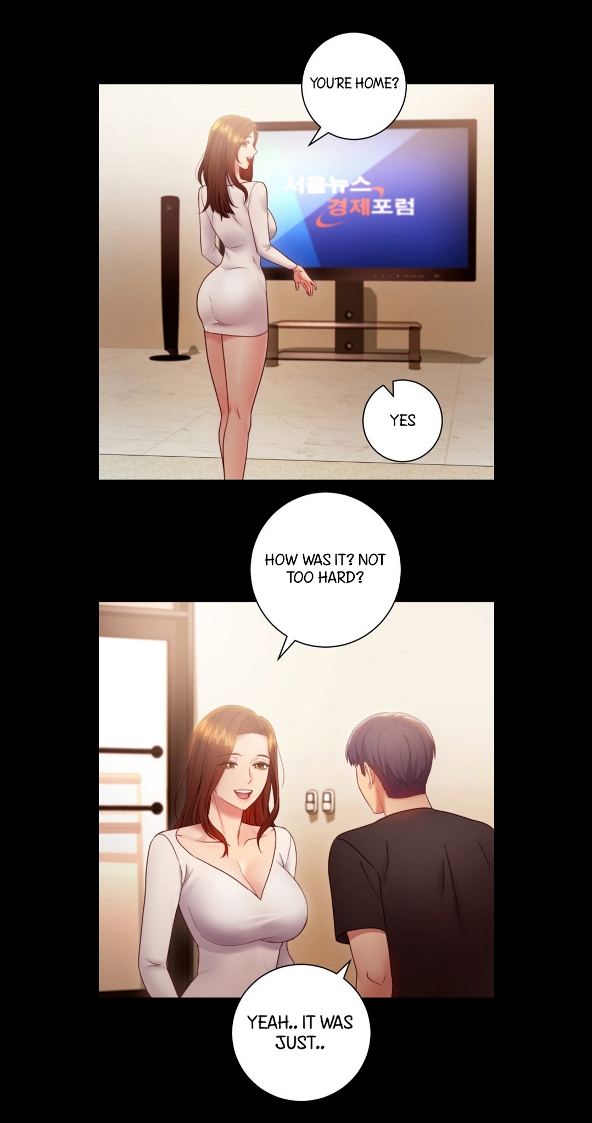 YOU'RE HOME?
서울뉴스
경제포럼
YES
HOW WAS IT? NOT
TOO HARD?
YEAH.. IT WAS
JUST..